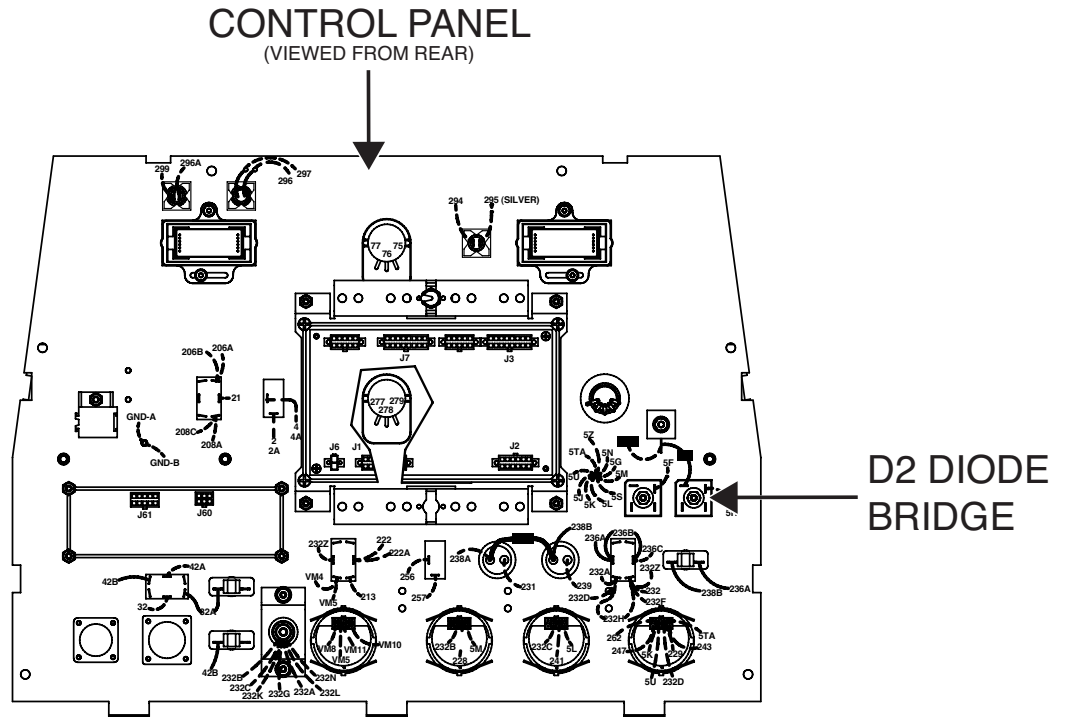 CONTROL PANEL
(VIEWED FROM REAR)
299
296A
297
296
294
295 (SILVER)
77
76
75
J7
J3
206B
206A
21
208C
208A
GND-A
GND-B
4
4A
2
2A
277
278
279
J6
J1
J2
5Z
5TA
5N
5G
5M
5U
5J
5K
5L
5S
5F
D2 DIODE
BRIDGE
J61
J60
232Z
222
222A
VM4
VM5
213
256
257
238A
238B
231
239
236A
236B
236C
232A
232Z
232D
232
232F
232H
238B
236A
42B
42A
32
32A
42B
232B
232C
232K
232G
232A
232L
232N
VM8
VM5
VM11
VM10
232B
5M
228
232C
5L
241
262
247
5K
229
5TA
243
5U
232D